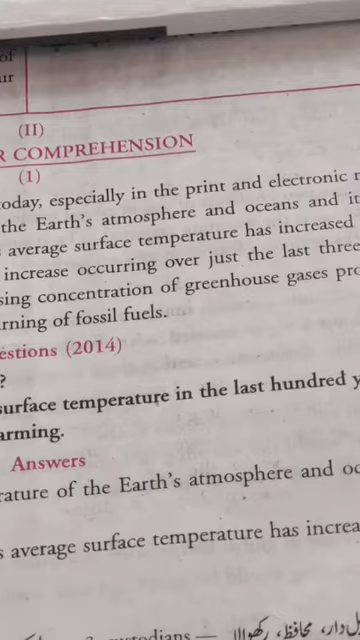 of
ur
(II)
R COMPREHENSION
(1)
today, especially in the print and electronic
the Earth's atmosphere and oceans and it
average surface temperature has increased
increase occurring over just the last three
sing concentration of greenhouse gases pro
rning of fossil fuels.
estions (2014)
?
surface temperature in the last hundred y
arming.
Answers
rature of the Earth's atmosphere and oc
s average surface temperature has increa
custodians — دار، محافظ، رکھوالا